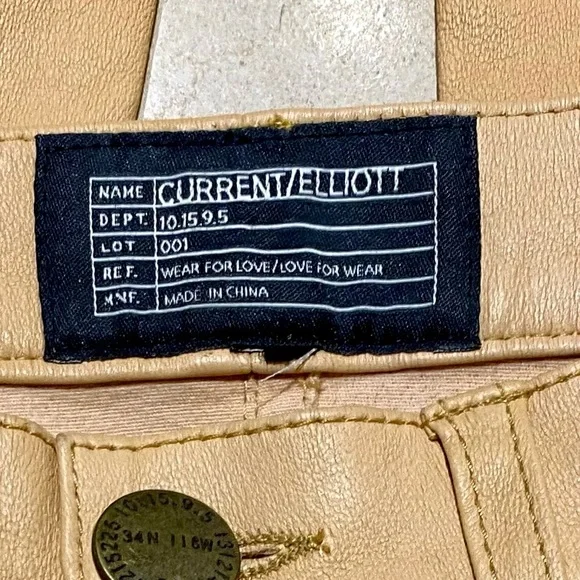 NAME CURRENT/ELLIOTT
DEPT. 10.15.9.5
LOT 001
REF. WEAR FOR LOVE/LOVE FOR WEAR
MNF. MADE IN CHINA
10.15.9.5
34N 118W